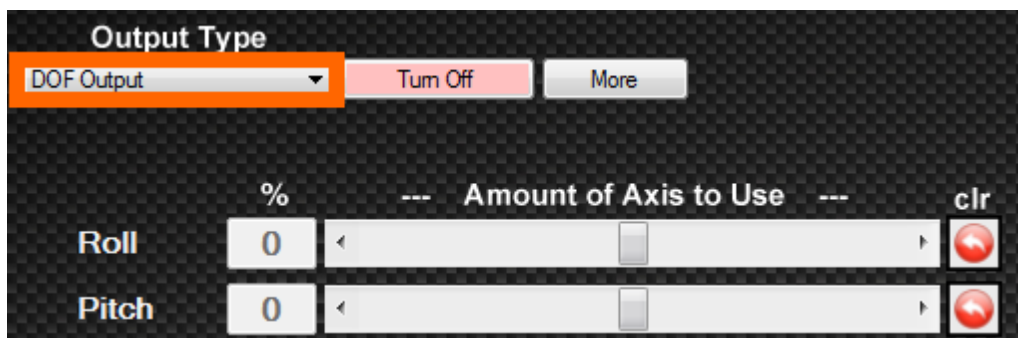 Output Type
DOF Output Turn Off More
% --- Amount of Axis to Use --- clr
Roll 0
Pitch 0